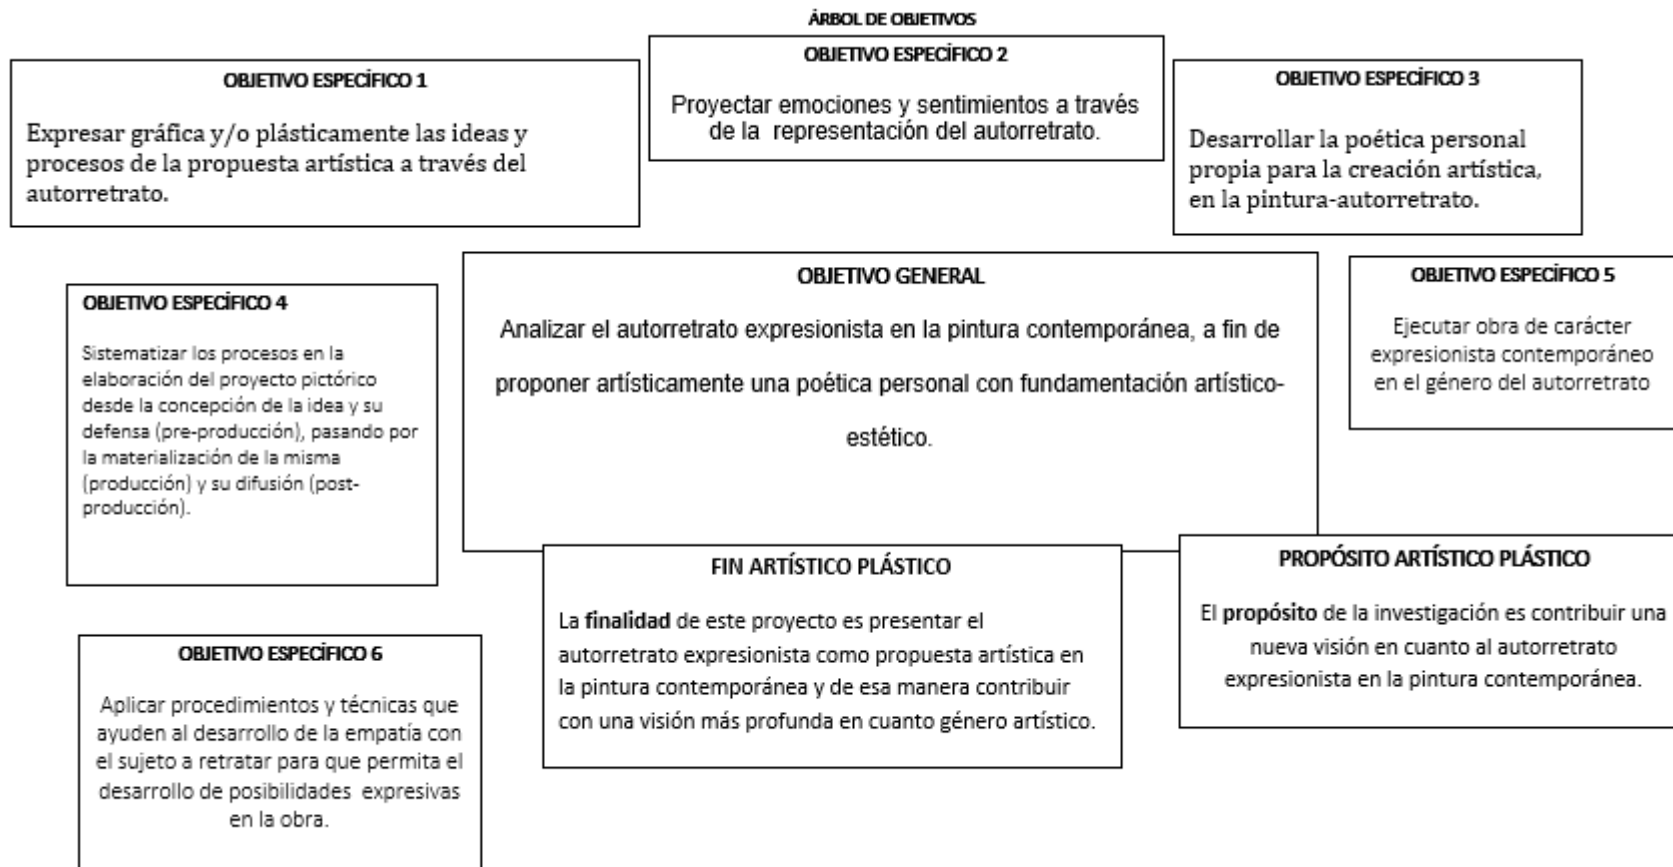 ÁRBOL DE OBJETIVOS
OBJETIVO ESPECÍFICO 1
Expresar gráfica y/o plásticamente las ideas y
procesos de la propuesta artística a través del
autorretrato.
OBJETIVO ESPECÍFICO 2
Proyectar emociones y sentimientos a través
de la representación del autorretrato.
OBJETIVO ESPECÍFICO 3
Desarrollar la poética personal
propia para la creación artística,
en la pintura-autorretrato.
OBJETIVO ESPECÍFICO 4
Sistematizar los procesos en la
elaboración del proyecto pictórico
desde la concepción de la idea y su
defensa (pre-producción), pasando por
la materialización de la misma
(producción) y su difusión (post-
producción).
OBJETIVO GENERAL
Analizar el autorretrato expresionista en la pintura contemporánea, a fin de
proponer artísticamente una poética personal con fundamentación artístico-
estético.
OBJETIVO ESPECÍFICO 5
Ejecutar obra de carácter
expresionista contemporáneo
en el género del autorretrato
OBJETIVO ESPECÍFICO 6
Aplicar procedimientos y técnicas que
ayuden al desarrollo de la empatía con
el sujeto a retratar para que permita el
desarrollo de posibilidades expresivas
en la obra.
FIN ARTÍSTICO PLÁSTICO
La finalidad de este proyecto es presentar el
autorretrato expresionista como propuesta artística en
la pintura contemporánea y de esa manera contribuir
con una visión más profunda en cuanto género artístico.
PROPÓSITO ARTÍSTICO PLÁSTICO
El propósito de la investigación es contribuir una
nueva visión en cuanto al autorretrato
expresionista en la pintura contemporánea.